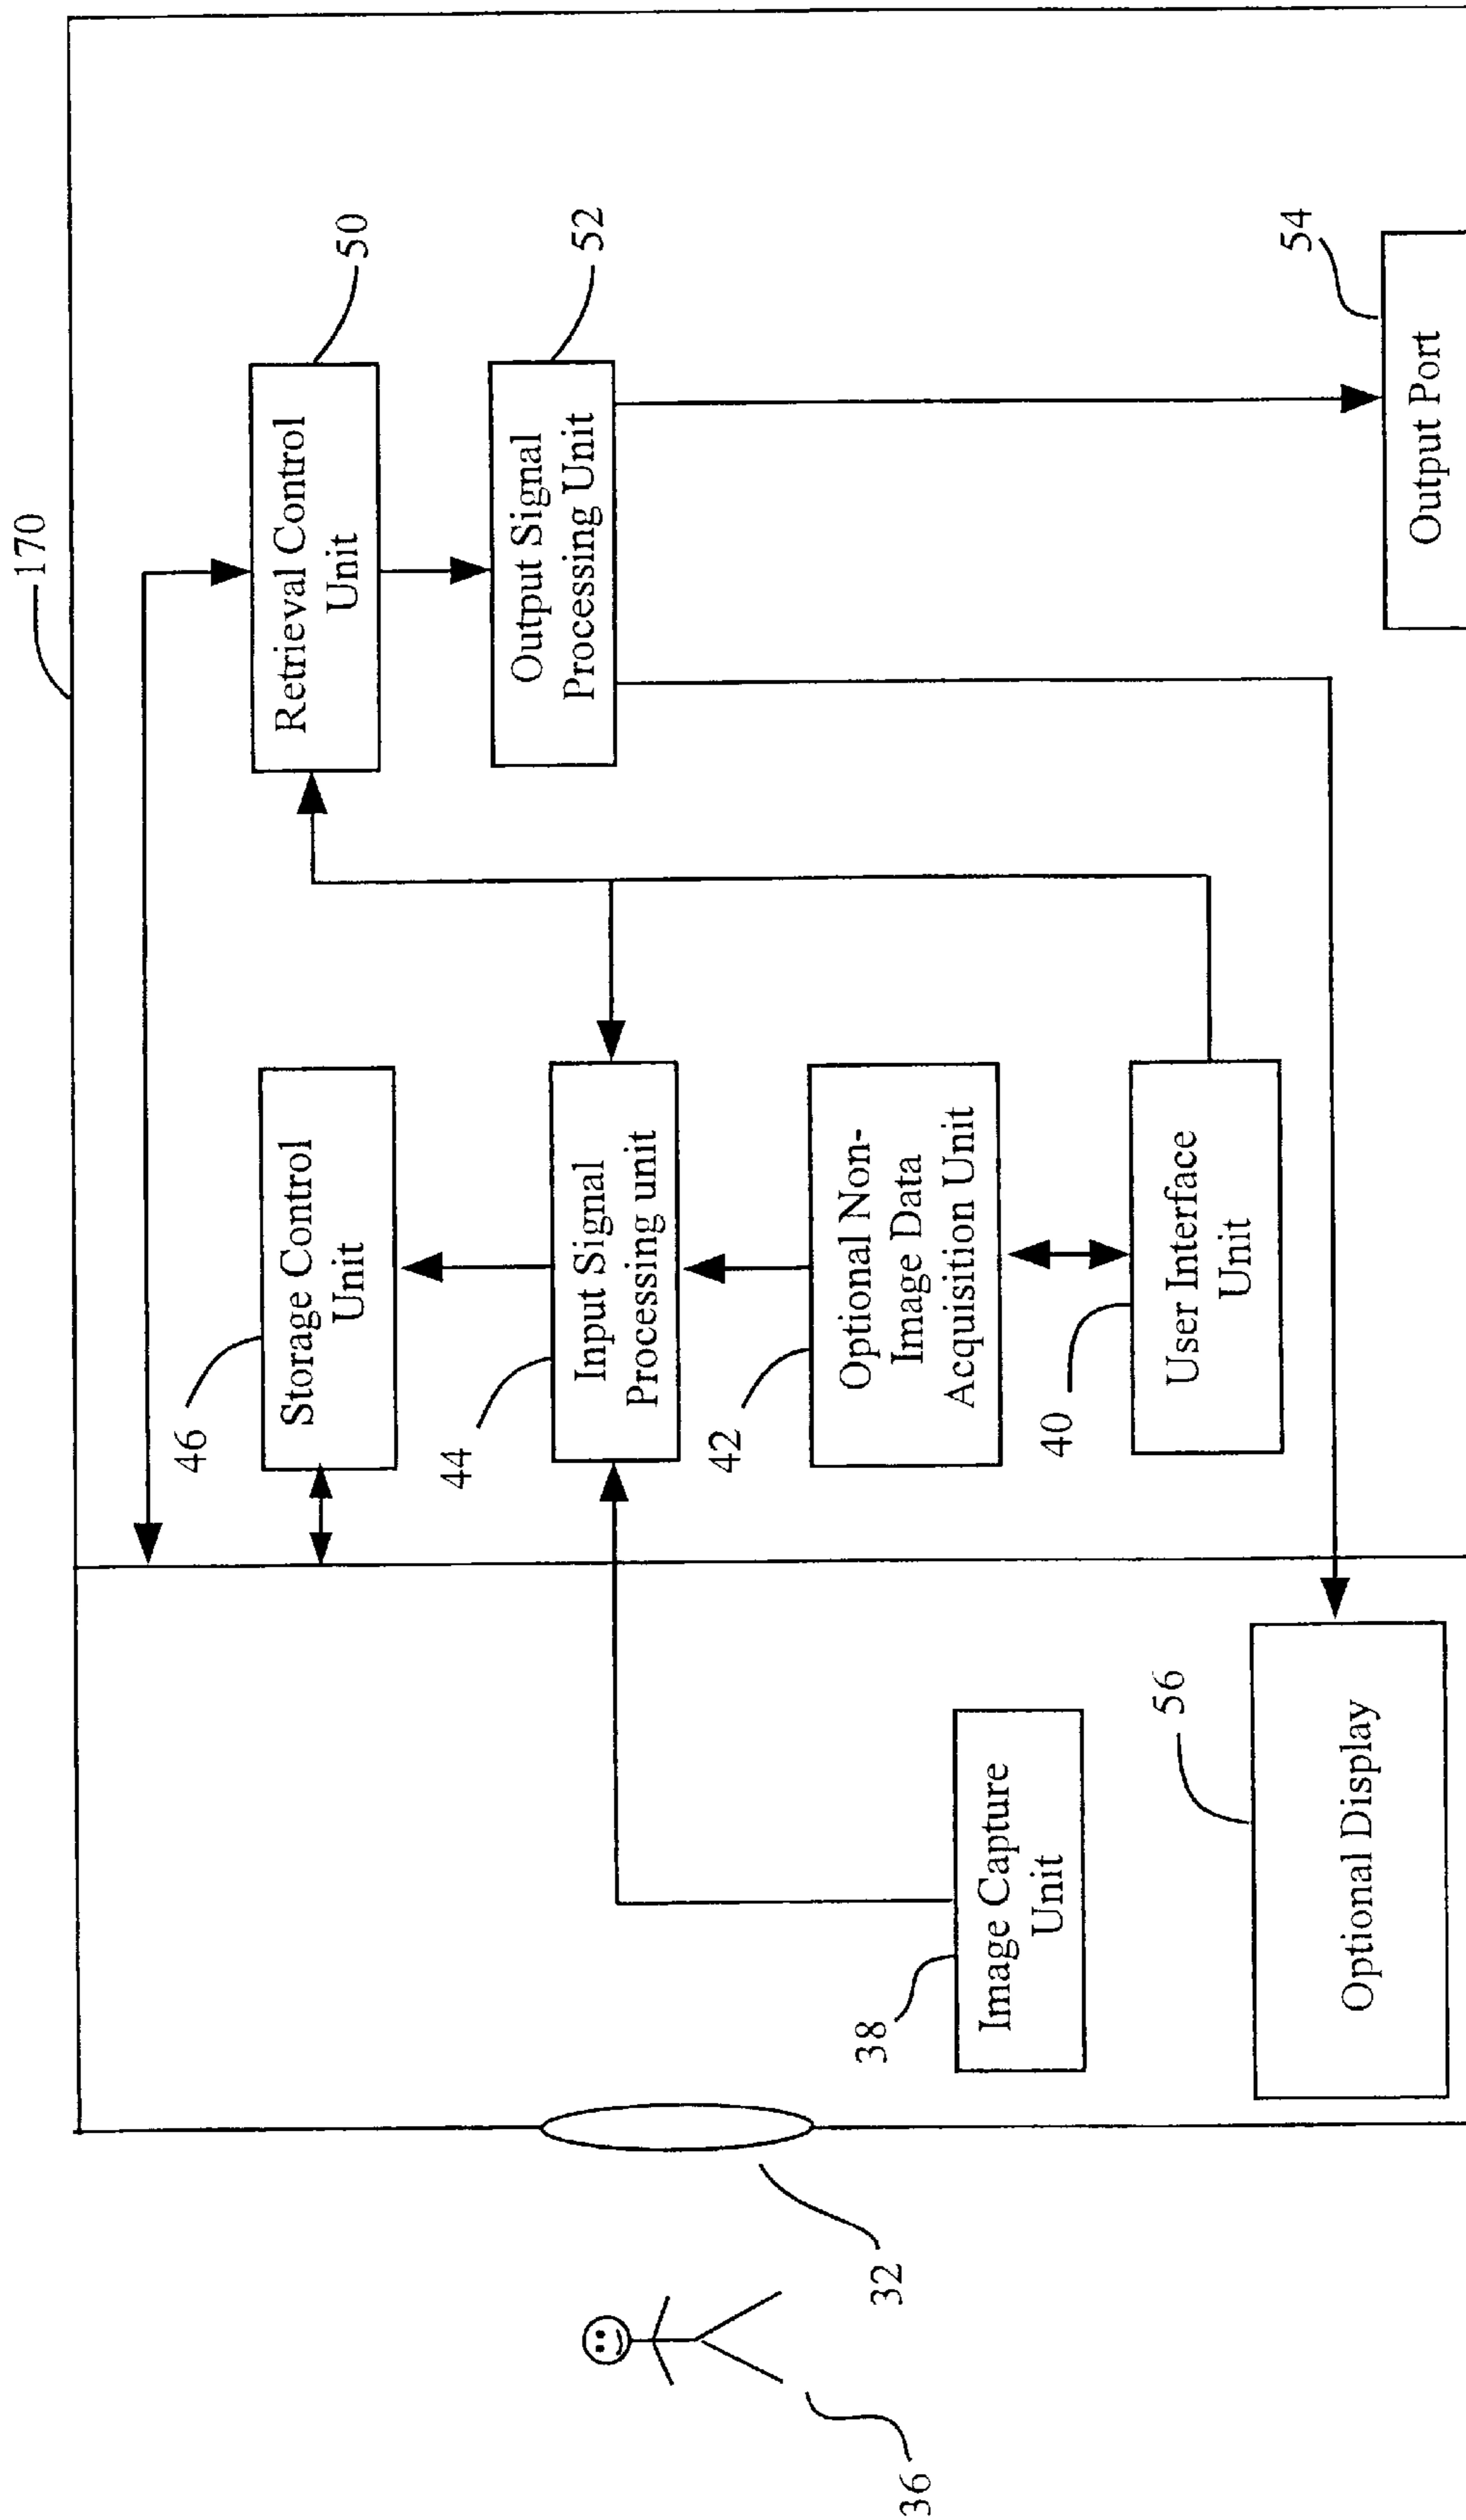 170
50
Retrieval Control
Unit
52
Output Signal
Processing Unit
54
Output Port
46
Storage Control
Unit
44
Input Signal
Processing unit
42
Optional Non-
Image Data
Acquisition Unit
40
User Interface
Unit
38
Image Capture
Unit
56
Optional Display
32
36